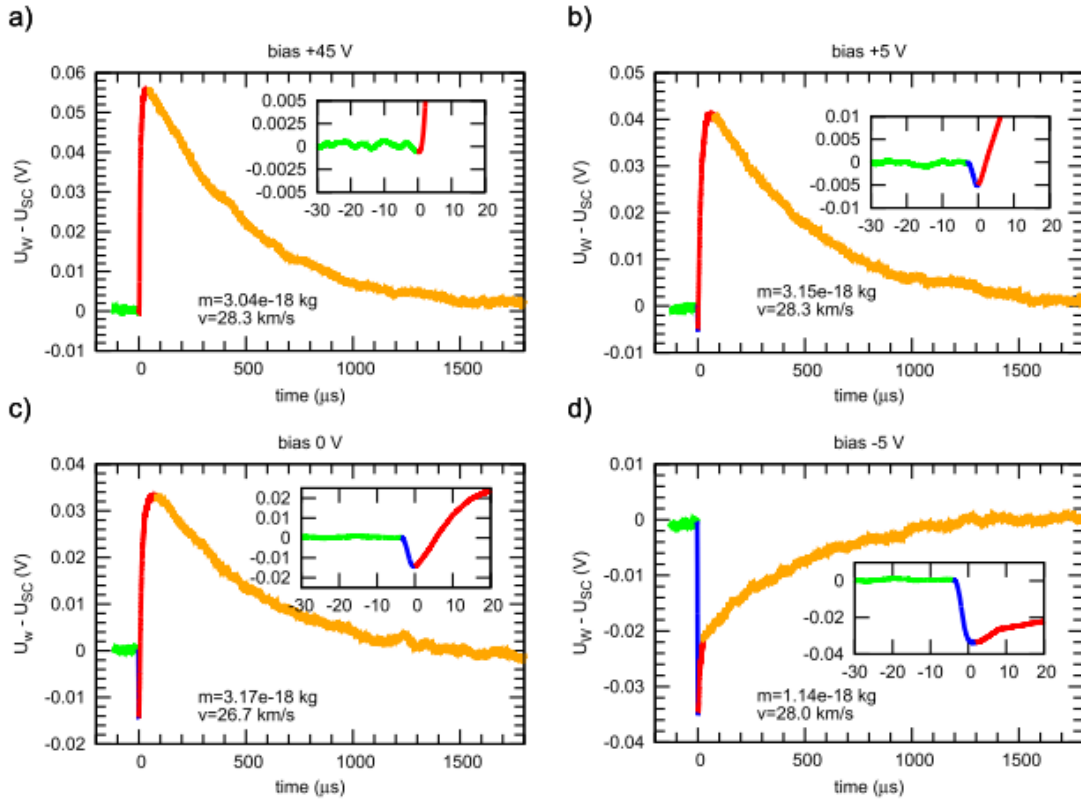 a)
bias +45 V
U_W - U_SC (V)
0.06
0.05
0.04
0.03
0.02
0.01
0
-0.01
0.005
0.0025
0
-0.0025
-0.005
-30 -20 -10 0 10 20
m=3.04e-18 kg
v=28.3 km/s
0 500 1000 1500
time (μs)
b)
bias +5 V
U_W - U_SC (V)
0.05
0.04
0.03
0.02
0.01
0
-0.01
0.01
0.005
0
-0.005
-0.01
-30 -20 -10 0 10 20
m=3.15e-18 kg
v=28.3 km/s
0 500 1000 1500
time (μs)
c)
bias 0 V
U_w - U_SC (V)
0.04
0.03
0.02
0.01
0
-0.01
-0.02
0.02
0.01
0
-0.01
-0.02
-30 -20 -10 0 10 20
m=3.17e-18 kg
v=26.7 km/s
0 500 1000 1500
time (μs)
d)
bias -5 V
U_W - U_SC (V)
0.01
0
-0.01
-0.02
-0.03
-0.04
0
-0.02
-0.04
-30 -20 -10 0 10 20
m=1.14e-18 kg
v=28.0 km/s
0 500 1000 1500
time (μs)